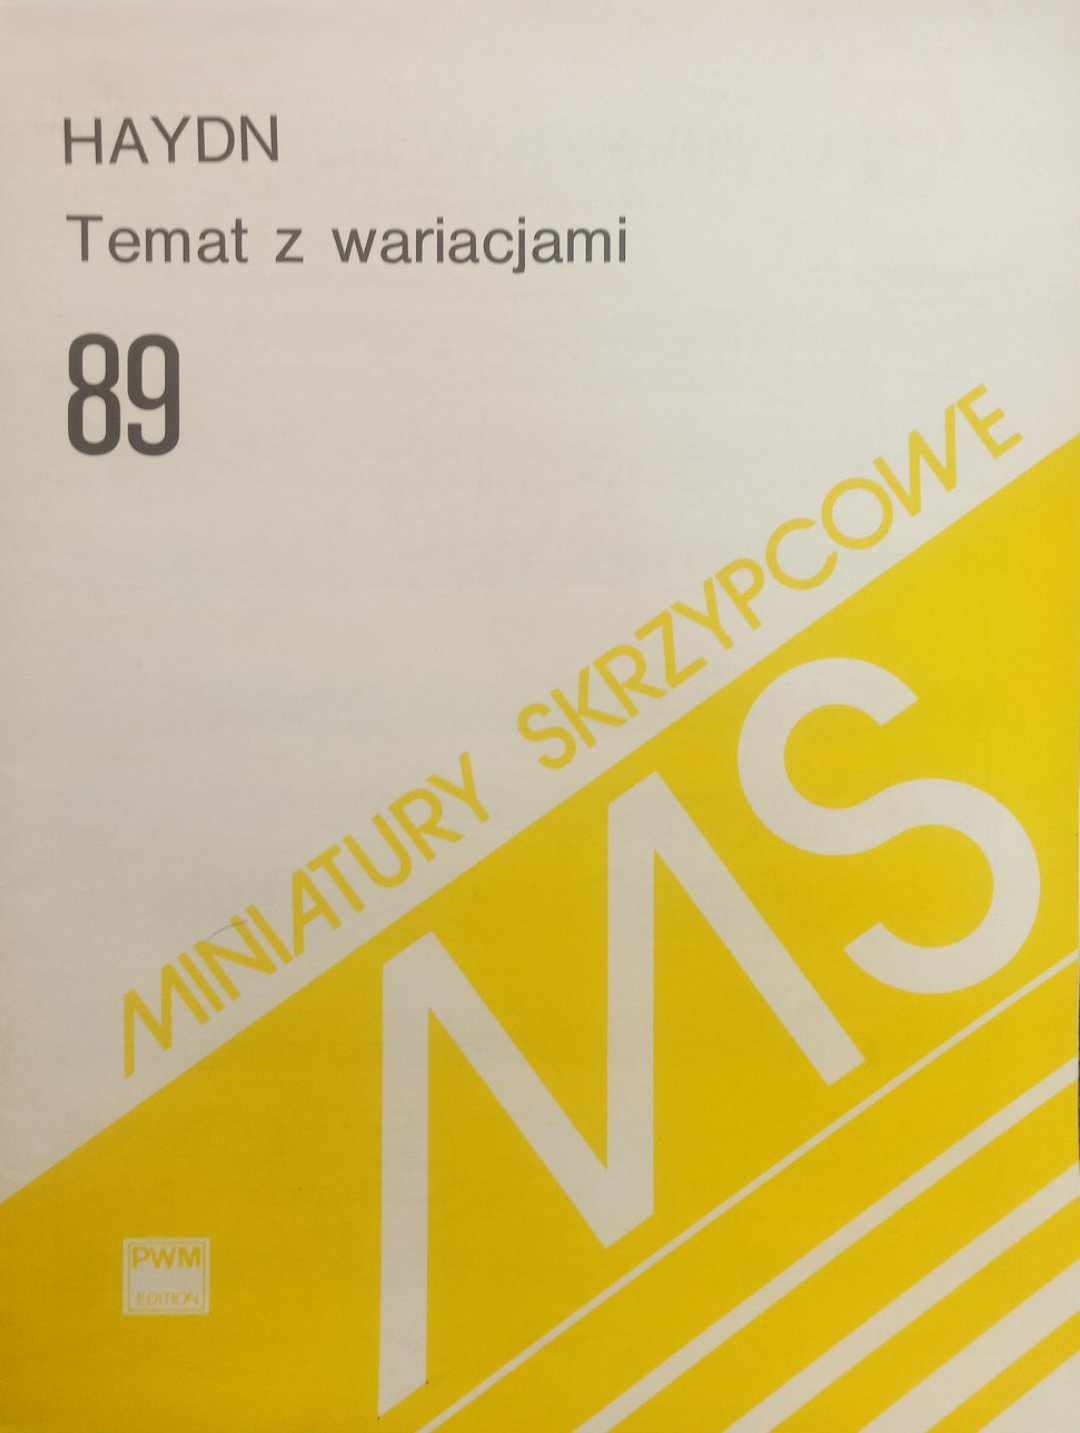 HAYDN
Temat z wariacjami
89
MINIATURY SKRZYPCOWE
MS
PWM
EDITION